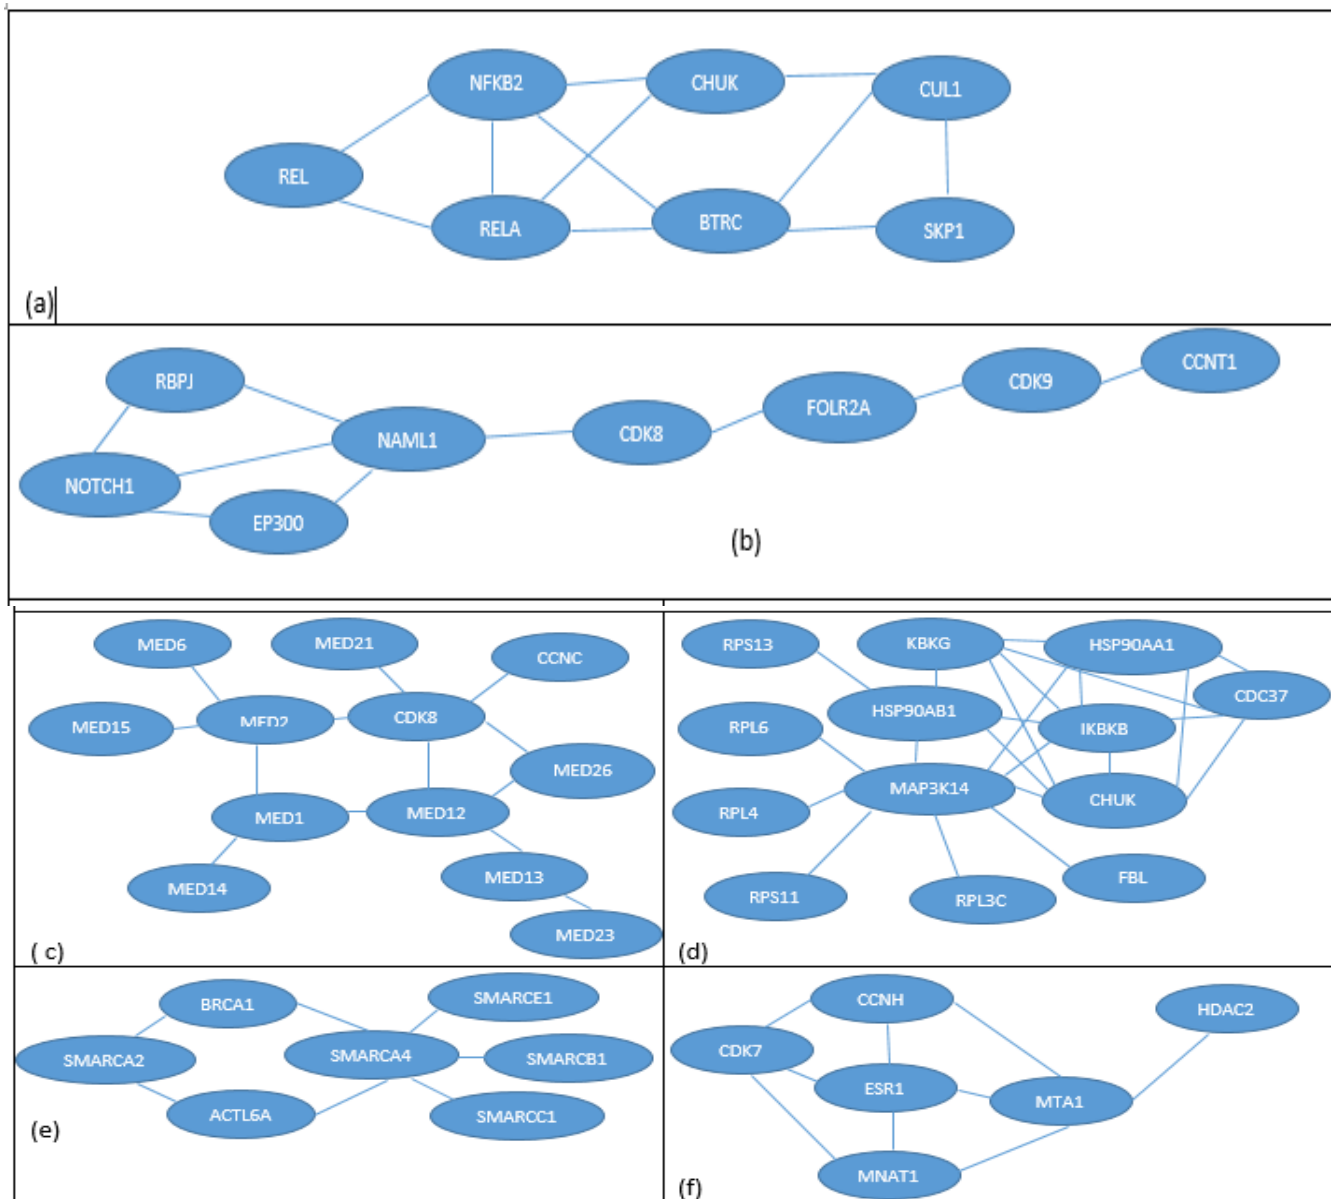 NFKB2
CHUK
CUL1
REL
RELA
BTRC
SKP1
(a)
RBPJ
NAML1
CDK8
FOLR2A
CDK9
CCNT1
NOTCH1
EP300
(b)
MED6
MED21
CCNC
MED15
MED2
CDK8
MED26
MED1
MED12
MED14
MED13
MED23
( c)
RPS13
KBKG
HSP90AA1
CDC37
HSP90AB1
IKBKB
RPL6
MAP3K14
CHUK
RPL4
RPS11
RPL3C
FBL
(d)
BRCA1
SMARCE1
SMARCA2
SMARCA4
SMARCB1
ACTL6A
SMARCC1
(e)
CCNH
HDAC2
CDK7
ESR1
MTA1
MNAT1
(f)